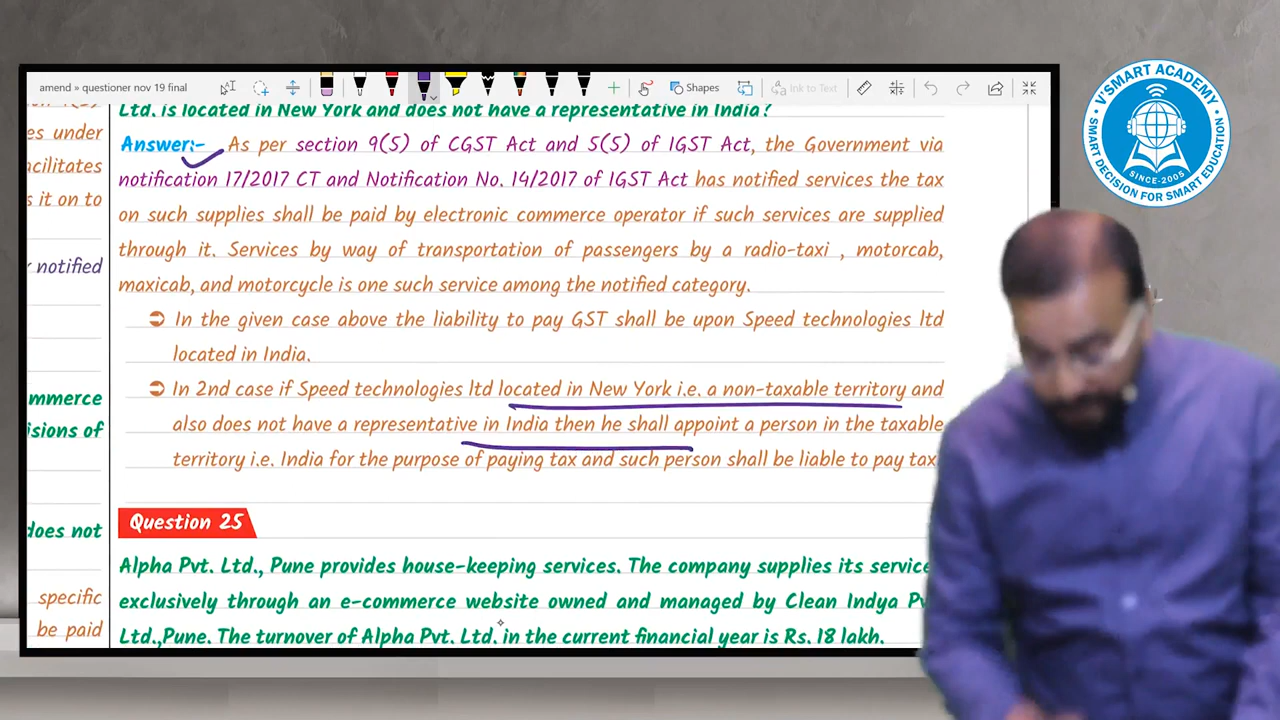 amend » questioner nov 19 final
Shapes
Ink to Text
Ltd. is located in New York and does not have a representative in India?
Answer:- As per section 9(5) of CGST Act and 5(5) of IGST Act, the Government via
notification 17/2017 CT and Notification No. 14/2017 of IGST Act has notified services the tax
on such supplies shall be paid by electronic commerce operator if such services are supplied
through it. Services by way of transportation of passengers by a radio-taxi , motorcab,
maxicab, and motorcycle is one such service among the notified category.
➲ In the given case above the liability to pay GST shall be upon Speed technologies ltd
located in India.
➲ In 2nd case if Speed technologies ltd located in New York i.e. a non-taxable territory and
also does not have a representative in India then he shall appoint a person in the taxable
territory i.e. India for the purpose of paying tax and such person shall be liable to pay tax
Question 25
Alpha Pvt. Ltd., Pune provides house-keeping services. The company supplies its service
exclusively through an e-commerce website owned and managed by Clean Indya
Ltd.,Pune. The turnover of Alpha Pvt. Ltd. in the current financial year is Rs. 18 lakh.
es under
acilitates
s it on to
notified
mmerce
isions of
does not
specific
be paid
V'SMART ACADEMY
SMART DECISION FOR SMART EDUCATION
SINCE-2005